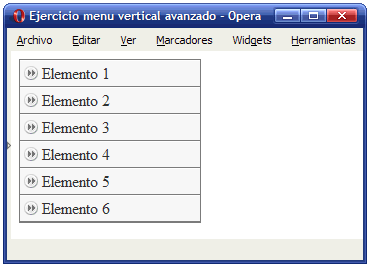 Ejercicio menu vertical avanzado - Opera
Archivo Editar Ver Marcadores Widgets Herramientas
Elemento 1
Elemento 2
Elemento 3
Elemento 4
Elemento 5
Elemento 6